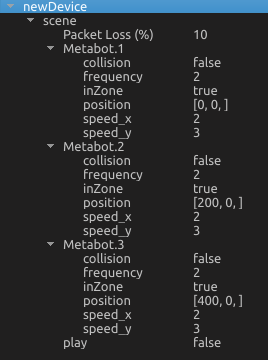 newDevice
scene
Packet Loss (%) 10
Metabot.1
collision false
frequency 2
inZone true
position [0, 0, ]
speed_x 2
speed_y 3
Metabot.2
collision false
frequency 2
inZone true
position [200, 0, ]
speed_x 2
speed_y 3
Metabot.3
collision false
frequency 2
inZone true
position [400, 0, ]
speed_x 2
speed_y 3
play false